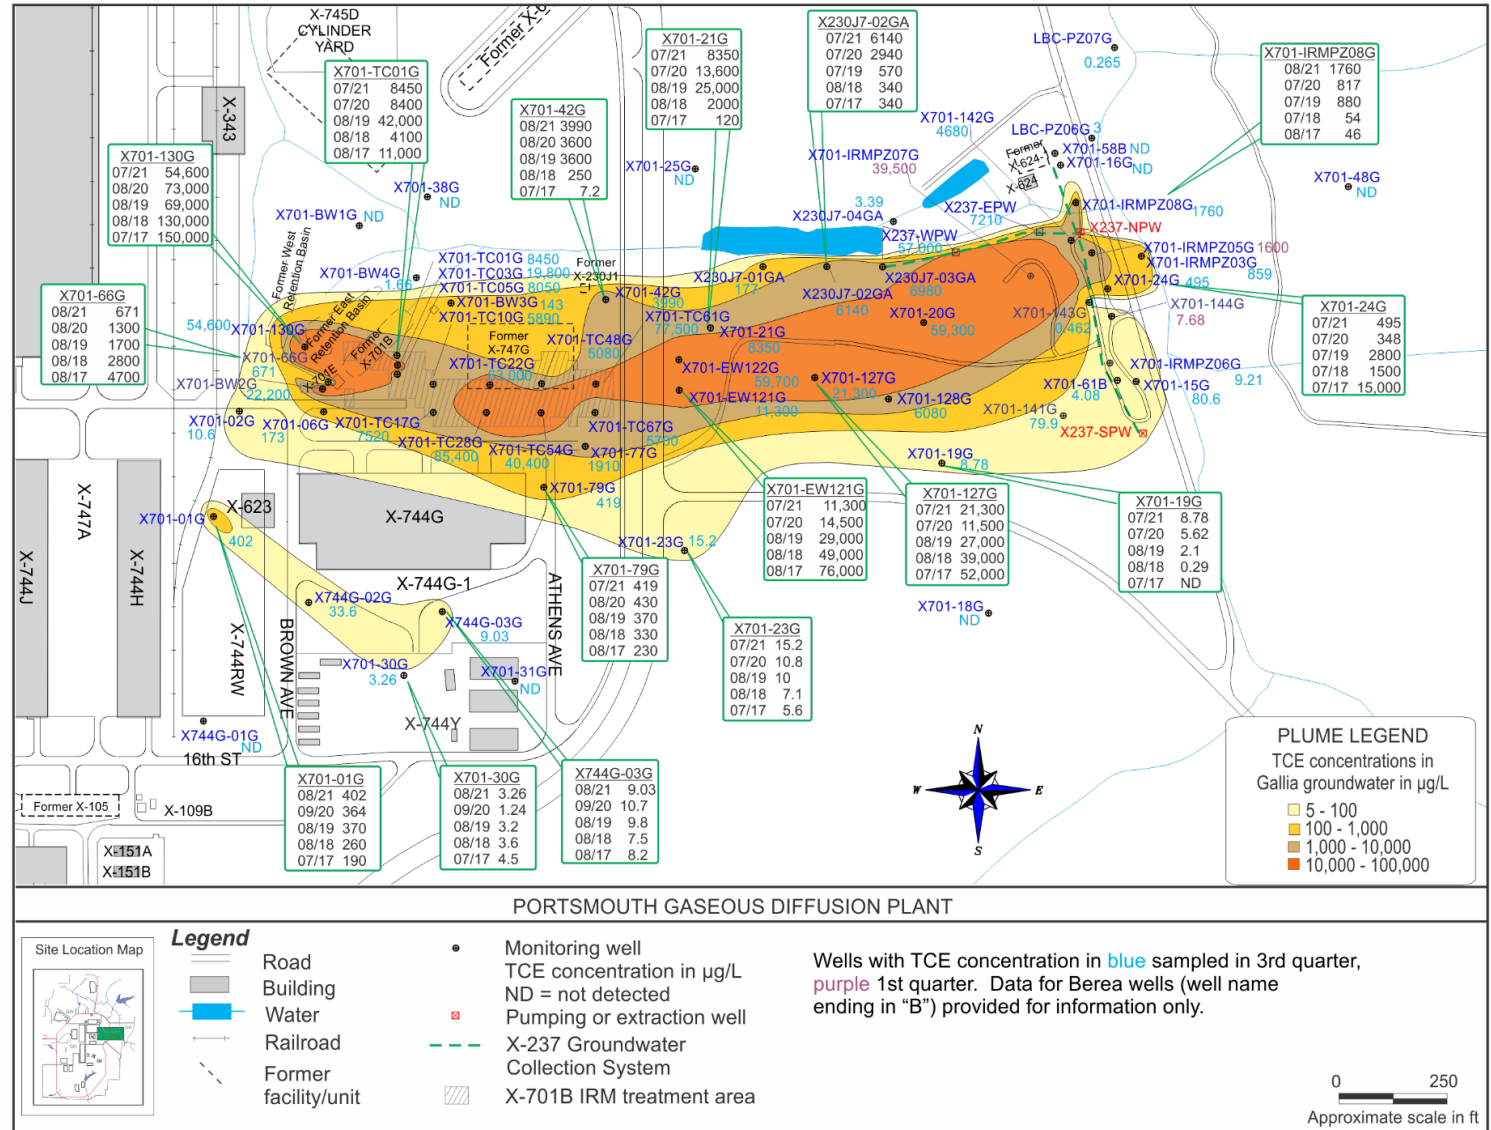 X-745D
CYLINDER
YARD
Former X-6
X-343
X701-TC01G
07/21 8450
07/20 8400
08/19 42,000
08/18 4100
08/17 11,000
X701-42G
08/21 3990
08/20 3600
08/19 3600
08/18 250
07/17 7.2
X701-21G
07/21 8350
07/20 13,600
08/19 25,000
08/18 2000
07/17 120
X230J7-02GA
07/21 6140
07/20 2940
07/19 570
08/18 340
07/17 340
LBC-PZ07G
0.265
X701-IRMPZ08G
08/21 1760
07/20 817
07/19 880
07/18 54
08/17 46
X701-130G
07/21 54,600
08/20 73,000
08/19 69,000
08/18 130,000
07/17 150,000
X701-142G
4680
LBC-PZ06G 3
X701-58B ND
X701-16G
ND
Former
X-624-
X-624
X701-IRMPZ07G
39,500
X701-25G
ND
X701-48G
ND
X701-38G
ND
X701-BW1G ND
3.39
X230J7-04GA
X237-EPW
7210
X237-WPW
57,000
X701-IRMPZ08G 1760
X237-NPW
X701-IRMPZ05G 1600
X701-IRMPZ03G
859
X701-24G 495
X701-144G
7.68
Former West
Retention Basin
X701-BW4G
1.66
X701-TC01G 8450
X701-TC03G 19,800
X701-TC05G 8050
X701-BW3G 143
X701-TC10G 5890
Former
X-230J1
X701-42G
3990
X230J7-01GA
177
X230J7-02GA
6140
X230J7-03GA
6980
X701-143G
0.462
X701-66G
08/21 671
08/20 1300
08/19 1700
08/18 2800
08/17 4700
X701-24G
07/21 495
07/20 348
07/19 2800
07/18 1500
07/17 15,000
54,600
X701-130G
Former East
Retention Basin
Former
X-701B
X-701E
X701-66G
671
X701-BW2G
22,200
Former
X-747G
X701-TC22G
63,000
X701-TC48G
5080
X701-TC61G
77,500
X701-21G
8350
X701-20G
59,300
X701-EW122G
59,700
X701-EW121G
11,300
X701-127G
21,300
X701-128G
6080
X701-IRMPZ06G
9.21
X701-61B
4.08
X701-15G
80.6
X701-141G
79.9
X237-SPW
X701-02G
10.6
X701-06G
173
X701-TC17G
7520
X701-TC28G
85,400
X701-TC54G
40,400
X701-TC67G
5790
X701-77G
1910
X701-79G
419
X701-19G
8.78
X701-EW121G
07/21 11,300
07/20 14,500
08/19 29,000
08/18 49,000
08/17 76,000
X701-127G
07/21 21,300
07/20 11,500
08/19 27,000
08/18 39,000
07/17 52,000
X701-19G
07/21 8.78
07/20 5.62
08/19 2.1
08/18 0.29
07/17 ND
X-747A
X-744J
X-744H
X701-01G
402
X-623
X-744G
X701-23G 15.2
X-744G-1
X744G-02G
33.6
X744G-03G
9.03
X701-79G
07/21 419
08/20 430
08/19 370
08/18 330
08/17 230
X701-18G
ND
X701-23G
07/21 15.2
07/20 10.8
07/19 10
08/18 7.1
07/17 5.6
X-744RW
BROWN AVE
ATHENS AVE
X701-30G
3.26
X701-31G
ND
X-744Y
X744G-01G
ND
16th ST
X701-01G
08/21 402
09/20 364
08/19 370
08/18 260
07/17 190
X701-30G
08/21 3.26
09/20 1.24
08/19 3.2
08/18 3.6
07/17 4.5
X744G-03G
08/21 9.03
09/20 10.7
08/19 9.8
08/18 7.5
08/17 8.2
Former X-105
X-109B
X-151A
X-151B
N
W
E
S
PLUME LEGEND
TCE concentrations in
Gallia groundwater in µg/L
5 - 100
100 - 1,000
1,000 - 10,000
10,000 - 100,000
PORTSMOUTH GASEOUS DIFFUSION PLANT
Site Location Map
Legend
Road
Building
Water
Railroad
Former
facility/unit
Monitoring well
TCE concentration in µg/L
ND = not detected
Pumping or extraction well
X-237 Groundwater
Collection System
X-701B IRM treatment area
Wells with TCE concentration in blue sampled in 3rd quarter,
purple 1st quarter. Data for Berea wells (well name
ending in “B”) provided for information only.
0 250
Approximate scale in ft